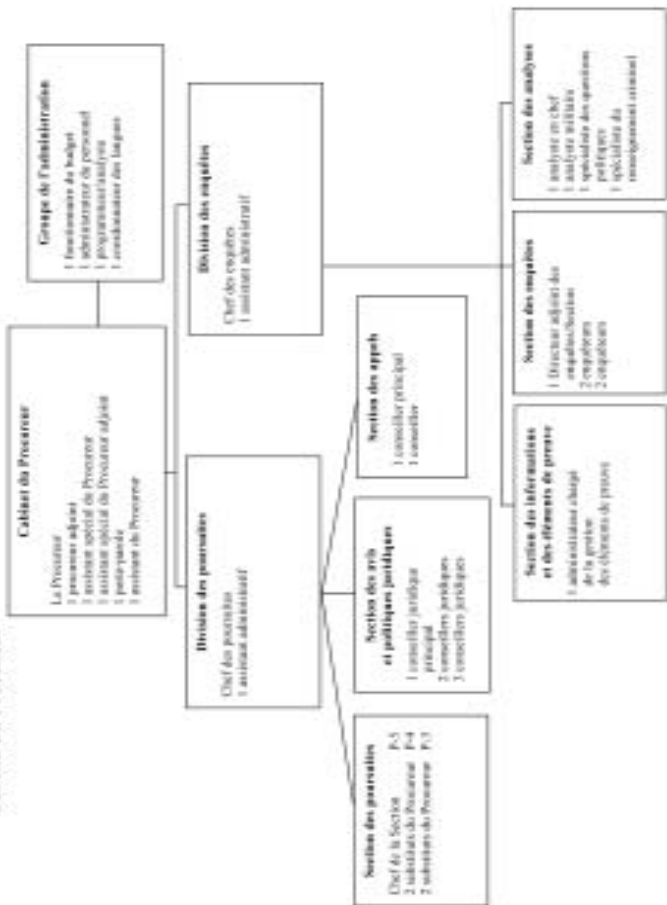 Cabinet du Procureur
Le Procureur
1 procureur adjoint
1 assistant spécial du Procureur
1 assistant spécial du Procureur adjoint
1 porte-parole
1 assistant du Procureur
Groupe de l'administration
1 fonctionnaire du budget
1 administrateur du personnel
1 programmeur/analyste
1 coordonnateur des langues
Division des poursuites
Chef des poursuites
1 assistant administratif
Division des enquêtes
Chef des enquêtes
1 assistant administratif
Section des poursuites
Chef de la Section P-5
2 substituts du Procureur P-4
2 substituts du Procureur P-3
Section des avis
et politiques juridiques
1 conseiller juridique
principal
2 conseillers juridiques
3 conseillers juridiques
Section des appels
1 conseiller principal
1 conseiller
Section des informations
et des éléments de preuve
1 administrateur chargé
de la gestion
des éléments de preuve
Section des enquêtes
1 Directeur adjoint des
enquêtes/Section
2 enquêteurs
2 enquêteurs
Section des analyses
1 analyste en chef
1 analyste militaire
1 spécialiste des questions
politiques
1 spécialiste du
renseignement criminel